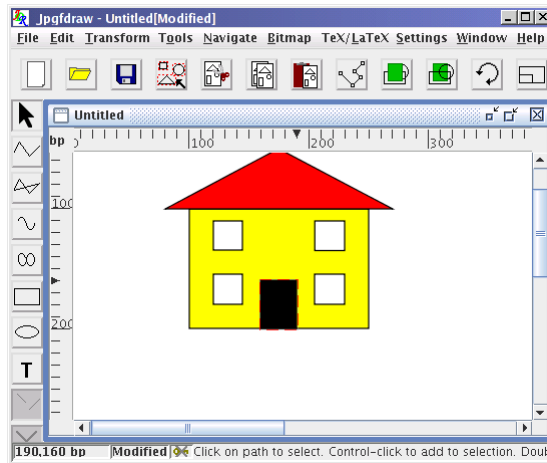 Jpgfdraw - Untitled[Modified]
File Edit Transform Tools Navigate Bitmap TeX/LaTeX Settings Window Help
Untitled
bp
100
200
300
100
200
T
190,160 bp Modified Click on path to select. Control-click to add to selection.